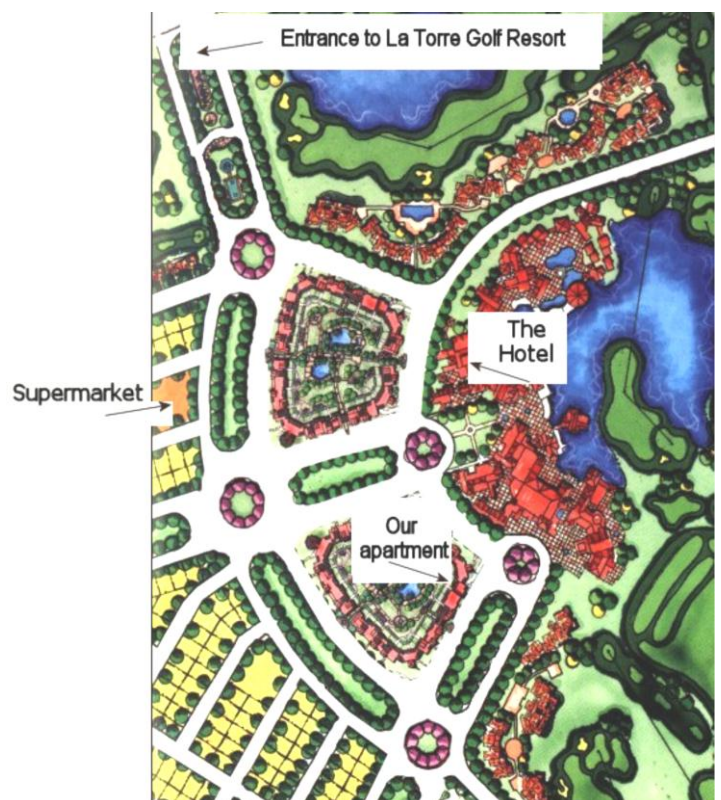 Entrance to La Torre Golf Resort
The
Hotel
Supermarket
Our
apartment